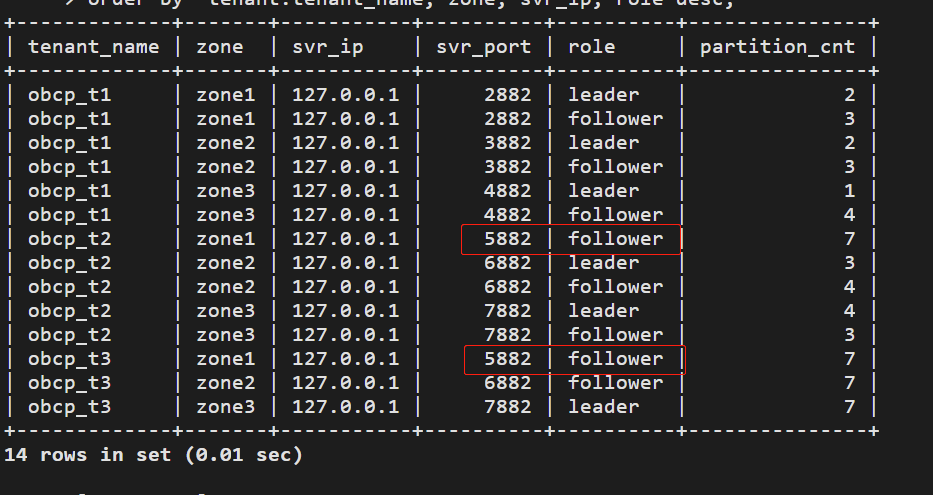 > order by  tenant.tenant_name, zone, svr_ip, role desc;
+-------------+-------+-----------+----------+----------+---------------+
| tenant_name | zone  | svr_ip    | svr_port | role     | partition_cnt |
+-------------+-------+-----------+----------+----------+---------------+
| obcp_t1     | zone1 | 127.0.0.1 |     2882 | leader   |             2 |
| obcp_t1     | zone1 | 127.0.0.1 |     2882 | follower |             3 |
| obcp_t1     | zone2 | 127.0.0.1 |     3882 | leader   |             2 |
| obcp_t1     | zone2 | 127.0.0.1 |     3882 | follower |             3 |
| obcp_t1     | zone3 | 127.0.0.1 |     4882 | leader   |             1 |
| obcp_t1     | zone3 | 127.0.0.1 |     4882 | follower |             4 |
| obcp_t2     | zone1 | 127.0.0.1 |     5882 | follower |             7 |
| obcp_t2     | zone2 | 127.0.0.1 |     6882 | leader   |             3 |
| obcp_t2     | zone2 | 127.0.0.1 |     6882 | follower |             4 |
| obcp_t2     | zone3 | 127.0.0.1 |     7882 | leader   |             4 |
| obcp_t2     | zone3 | 127.0.0.1 |     7882 | follower |             3 |
| obcp_t3     | zone1 | 127.0.0.1 |     5882 | follower |             7 |
| obcp_t3     | zone2 | 127.0.0.1 |     6882 | follower |             7 |
| obcp_t3     | zone3 | 127.0.0.1 |     7882 | leader   |             7 |
+-------------+-------+-----------+----------+----------+---------------+
14 rows in set (0.01 sec)